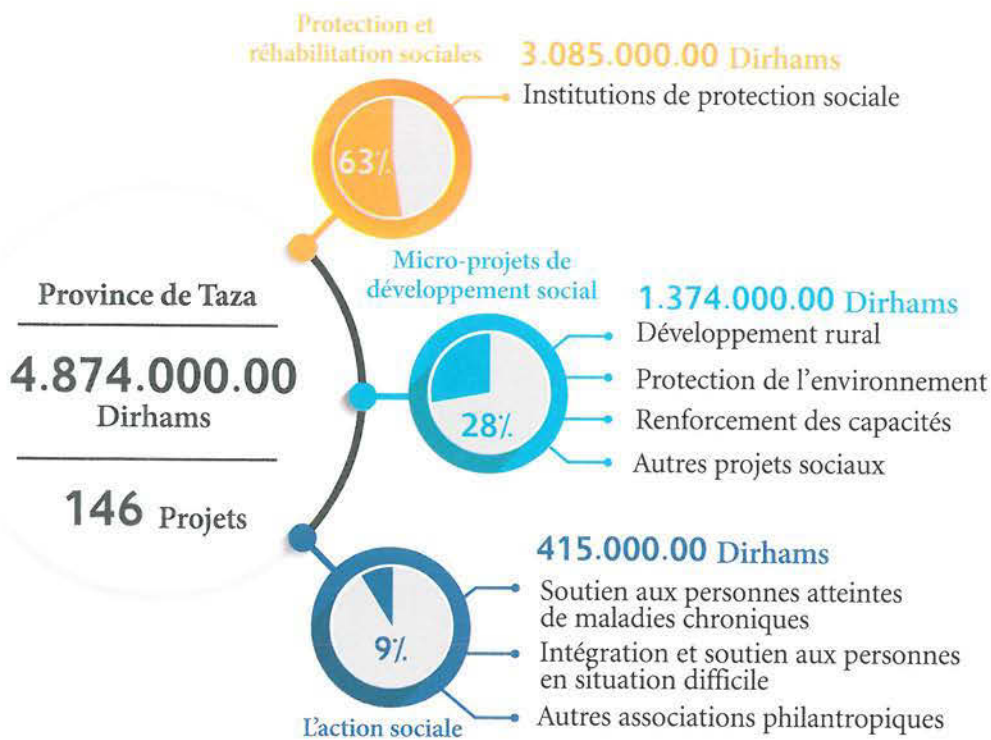 Protection et
réhabilitation sociales
3.085.000.00 Dirhams
Institutions de protection sociale
63%
Province de Taza
4.874.000.00
Dirhams
146 Projets
Micro-projets de
développement social
1.374.000.00 Dirhams
Développement rural
Protection de l'environnement
Renforcement des capacités
Autres projets sociaux
28%
415.000.00 Dirhams
Soutien aux personnes atteintes
de maladies chroniques
Intégration et soutien aux personnes
en situation difficile
Autres associations philantropiques
9%
L'action sociale